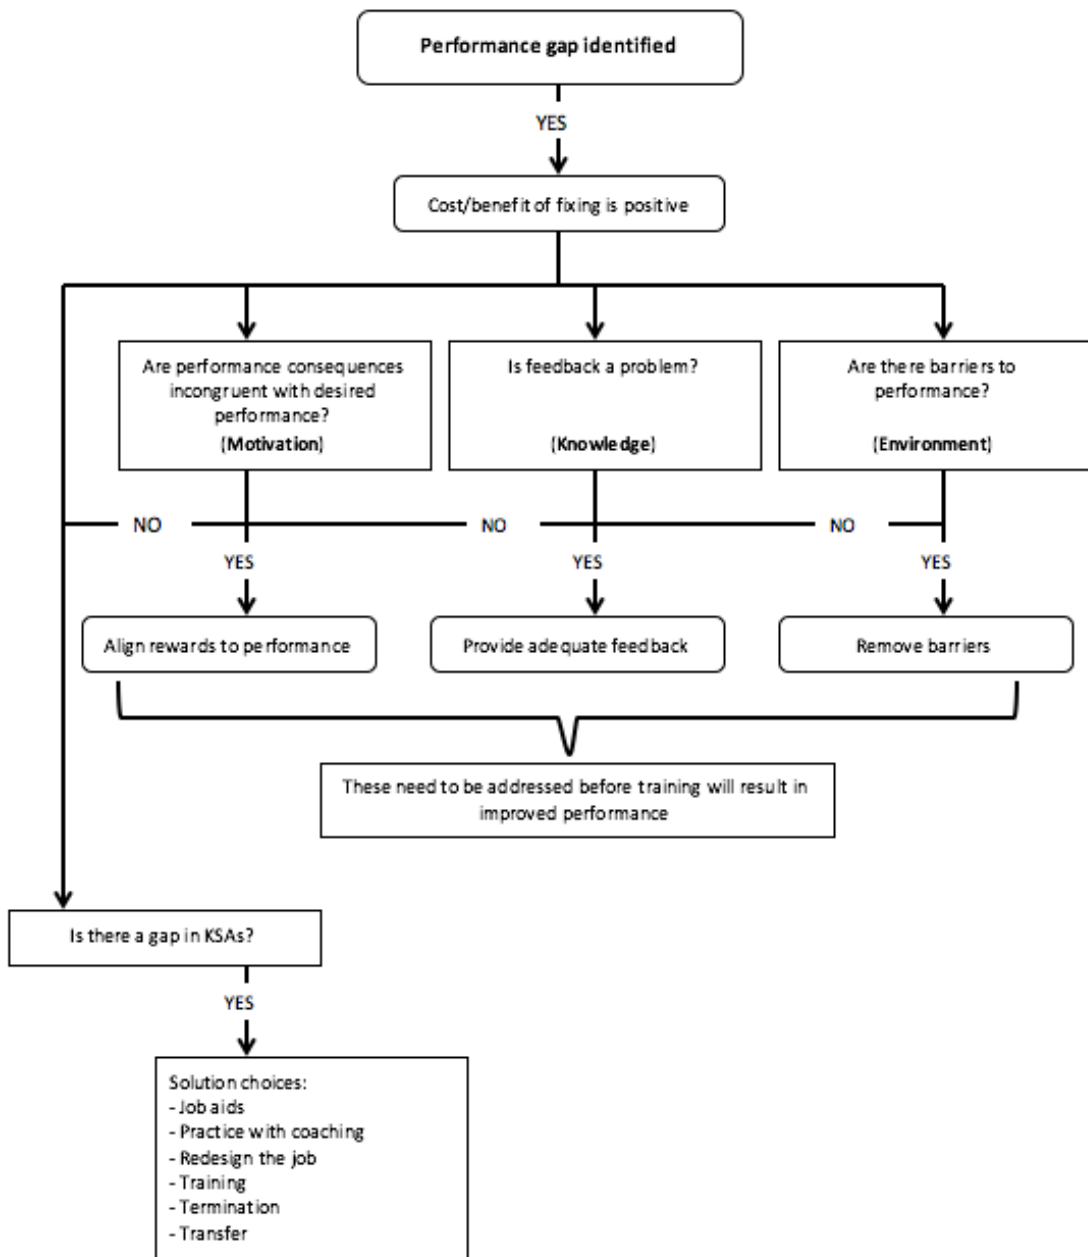 Performance gap identified
YES
Cost/benefit of fixing is positive
Are performance consequences
incongruent with desired
performance?
(Motivation)
Is feedback a problem?
(Knowledge)
Are there barriers to
performance?
(Environment)
NO
NO
NO
YES
YES
YES
Align rewards to performance
Provide adequate feedback
Remove barriers
These need to be addressed before training will result in
improved performance
Is there a gap in KSAs?
YES
Solution choices:
- Job aids
- Practice with coaching
- Redesign the job
- Training
- Termination
- Transfer